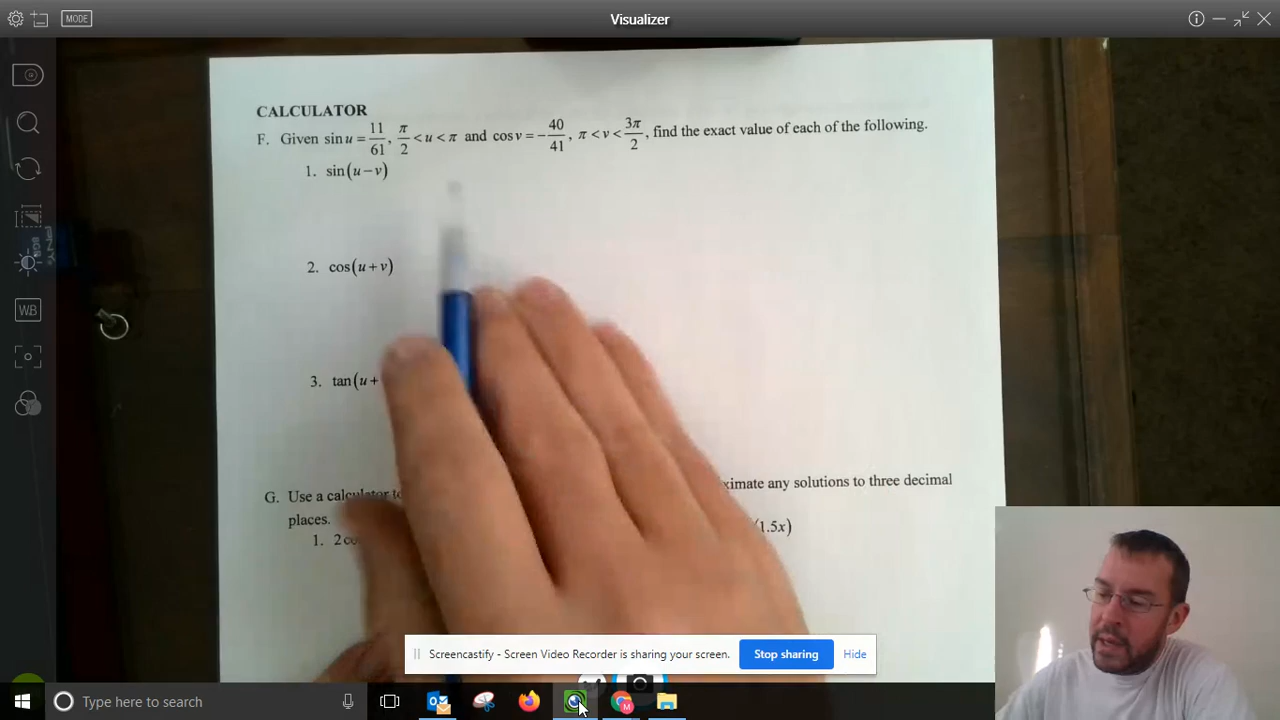 MODE
Visualizer
CALCULATOR
F. Given sin u = 11/61, π/2 < u < π and cos v = −40/41, π < v < 3π/2, find the exact value of each of the following.
1. sin(u−v)
2. cos(u+v)
3. tan(u+
G. Use a calculator to
ximate any solutions to three decimal
places.
1. 2co
(1.5x)
WB
Screencastify - Screen Video Recorder is sharing your screen.
Stop sharing
Hide
Type here to search